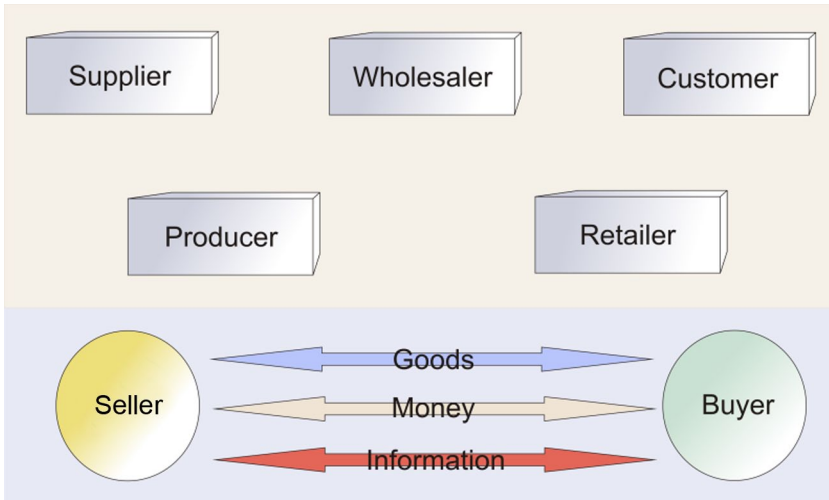 Supplier
Wholesaler
Customer
Producer
Retailer
Goods
Seller
Money
Buyer
Information